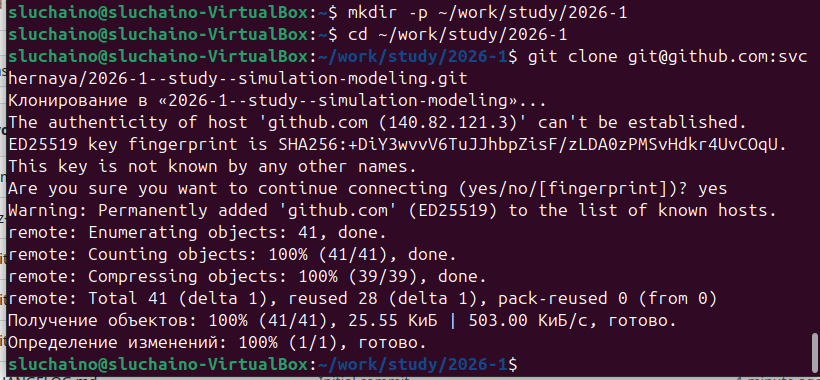 sluchaino@sluchaino-VirtualBox:~$ mkdir -p ~/work/study/2026-1
sluchaino@sluchaino-VirtualBox:~$ cd ~/work/study/2026-1
sluchaino@sluchaino-VirtualBox:~/work/study/2026-1$ git clone git@github.com:svc
hernaya/2026-1--study--simulation-modeling.git
Клонирование в «2026-1--study--simulation-modeling»...
The authenticity of host 'github.com (140.82.121.3)' can't be established.
ED25519 key fingerprint is SHA256:+DiY3wvvV6TuJJhbpZisF/zLDA0zPMSvHdkr4UvCOqU.
This key is not known by any other names.
Are you sure you want to continue connecting (yes/no/[fingerprint])? yes
Warning: Permanently added 'github.com' (ED25519) to the list of known hosts.
remote: Enumerating objects: 41, done.
remote: Counting objects: 100% (41/41), done.
remote: Compressing objects: 100% (39/39), done.
remote: Total 41 (delta 1), reused 28 (delta 1), pack-reused 0 (from 0)
Получение объектов: 100% (41/41), 25.55 КиБ | 503.00 КиБ/с, готово.
Определение изменений: 100% (1/1), готово.
sluchaino@sluchaino-VirtualBox:~/work/study/2026-1$